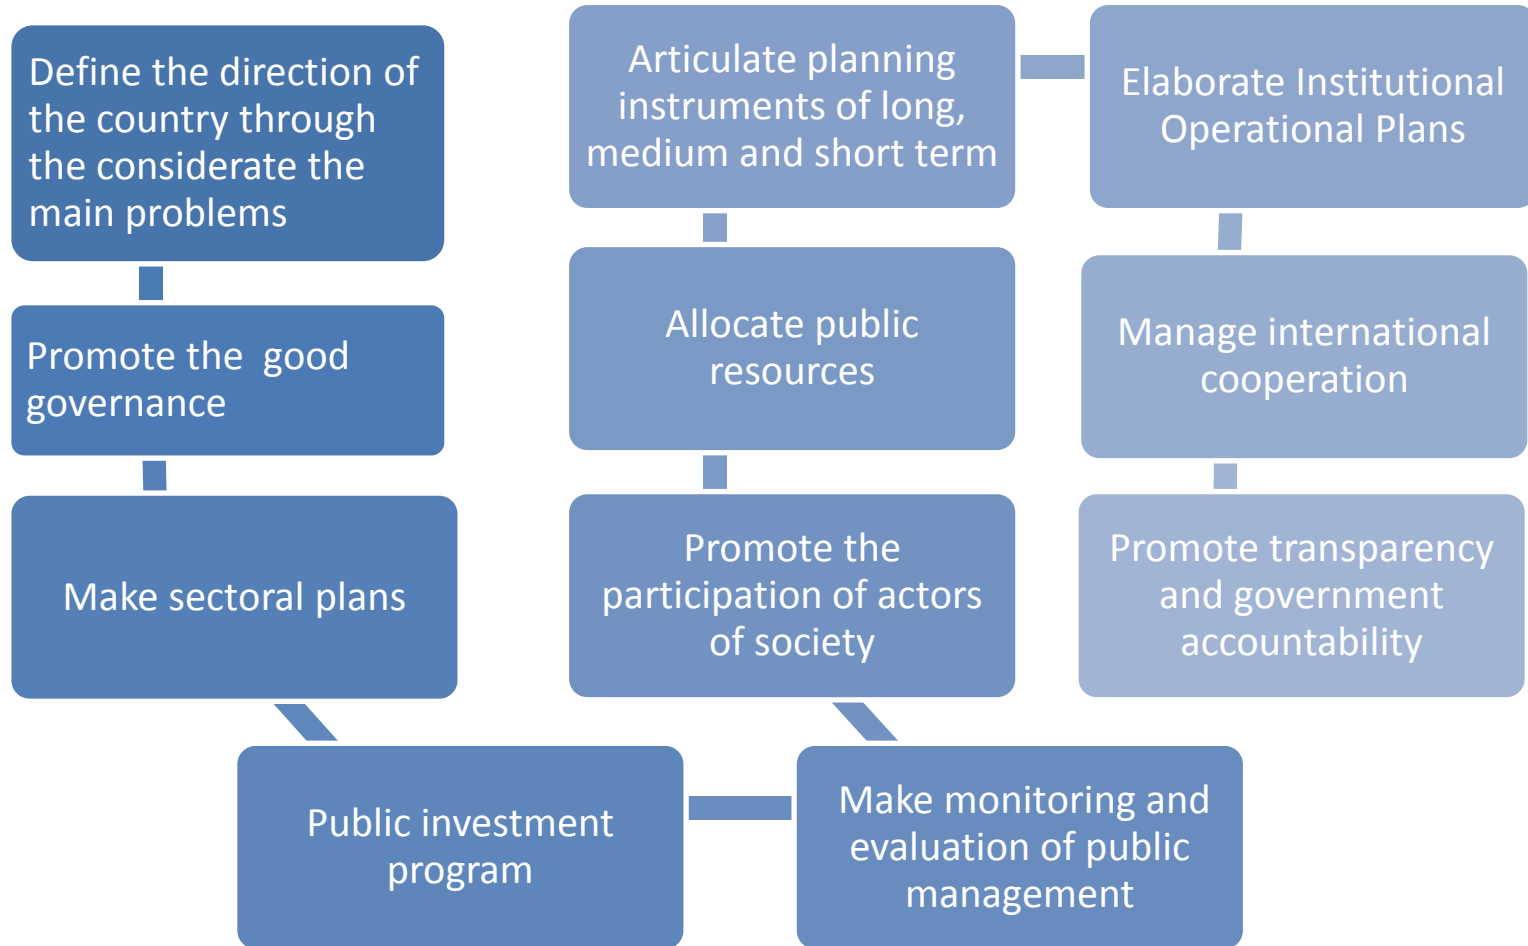 Define the direction of
the country through
the considerate the
main problems
Promote the good
governance
Make sectoral plans
Public investment
program
Make monitoring and
evaluation of public
management
Promote the
participation of actors
of society
Allocate public
resources
Articulate planning
instruments of long,
medium and short term
Elaborate Institutional
Operational Plans
Manage international
cooperation
Promote transparency
and government
accountability